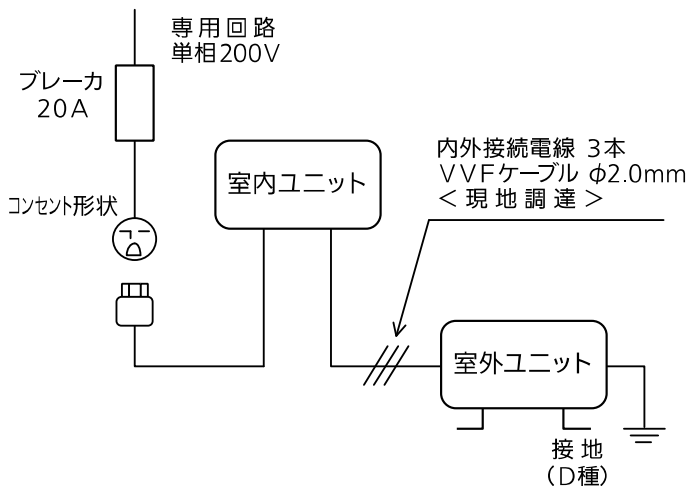 専用回路
単相200V
ブレーカ
20A
コンセント形状
室内ユニット
内外接続電線 3本
VVFケーブル φ2.0mm
<現地調達>
室外ユニット
接地
(D種)